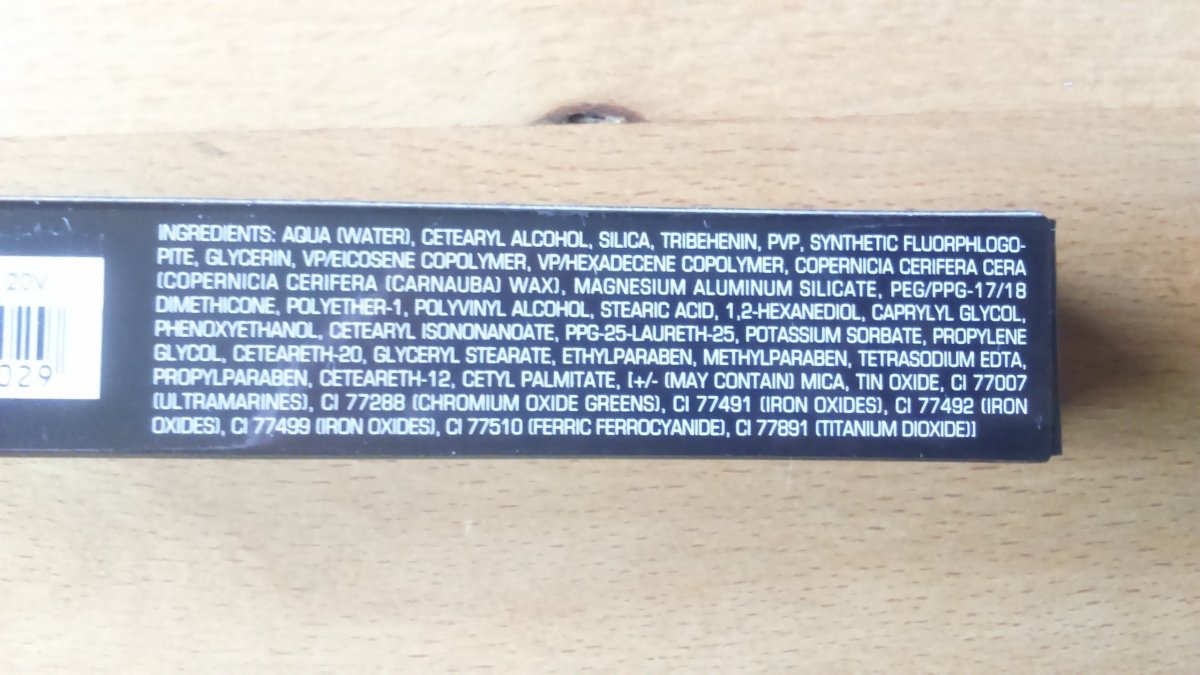 INGREDIENTS: AQUA (WATER), CETEARYL ALCOHOL, SILICA, TRIBEHENIN, PVP, SYNTHETIC FLUORPHLOGO-
PITE, GLYCERIN, VP/EICOSENE COPOLYMER, VP/HEXADECENE COPOLYMER, COPERNICIA CERIFERA CERA
(COPERNICIA CERIFERA (CARNAUBA) WAX), MAGNESIUM ALUMINUM SILICATE, PEG/PPG-17/18
DIMETHICONE, POLYETHER-1, POLYVINYL ALCOHOL, STEARIC ACID, 1,2-HEXANEDIOL, CAPRYLYL GLYCOL,
PHENOXYETHANOL, CETEARYL ISONONANOATE, PPG-25-LAURETH-25, POTASSIUM SORBATE, PROPYLENE
GLYCOL, CETEARETH-20, GLYCERYL STEARATE, ETHYLPARABEN, METHYLPARABEN, TETRASODIUM EDTA,
PROPYLPARABEN, CETEARETH-12, CETYL PALMITATE, [+/- (MAY CONTAIN) MICA, TIN OXIDE, CI 77007
(ULTRAMARINES), CI 77288 (CHROMIUM OXIDE GREENS), CI 77491 (IRON OXIDES), CI 77492 (IRON
OXIDES), CI 77499 (IRON OXIDES), CI 77510 (FERRIC FERROCYANIDE), CI 77891 (TITANIUM DIOXIDE)]
20V
029